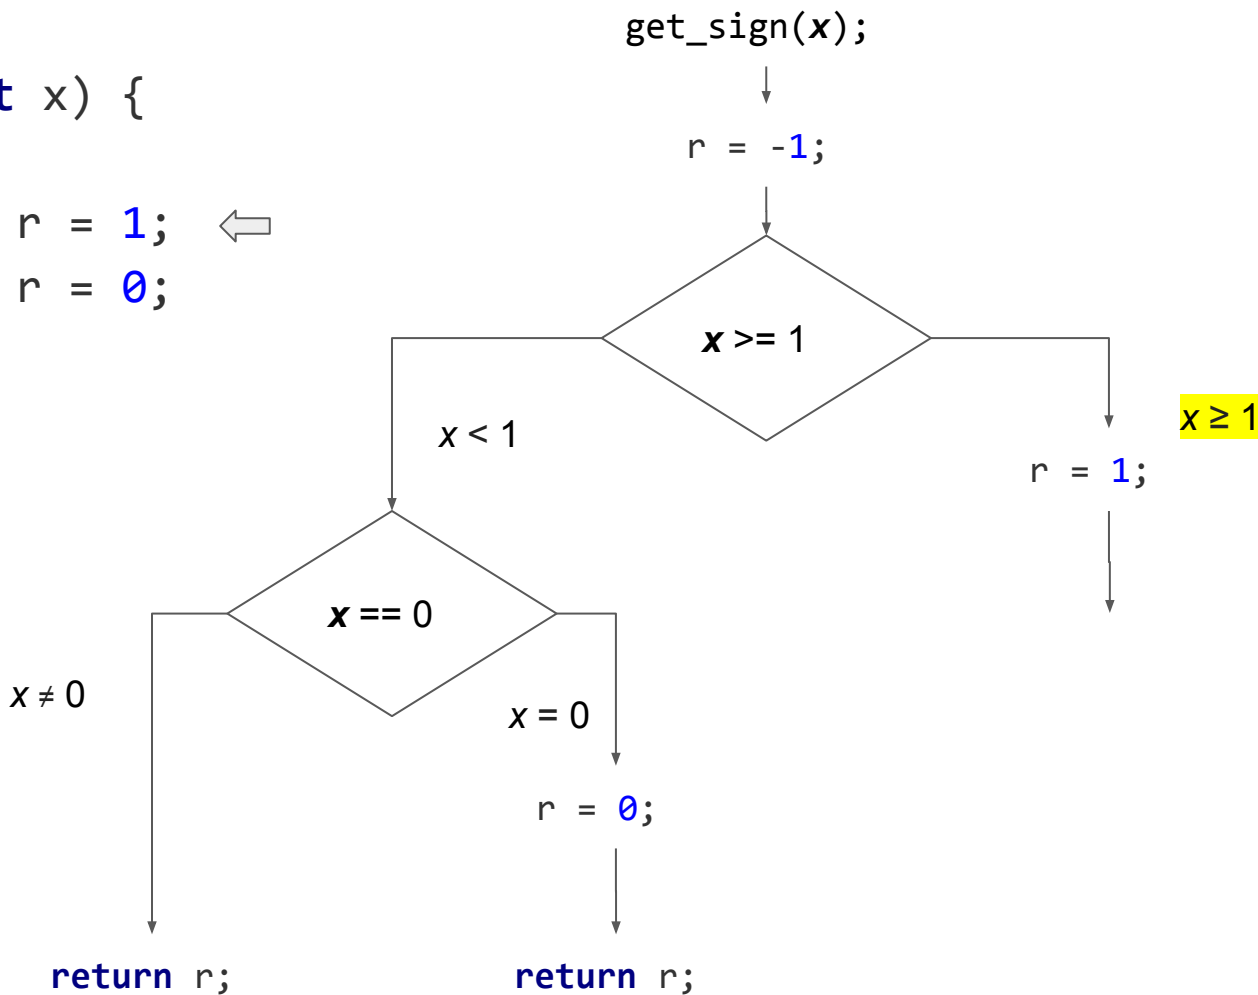 get_sign(x);
t x) {
r = -1;
r = 1;
r = 0;
x >= 1
x < 1
x ≥ 1
r = 1;
x == 0
x ≠ 0
x = 0
r = 0;
return r;
return r;